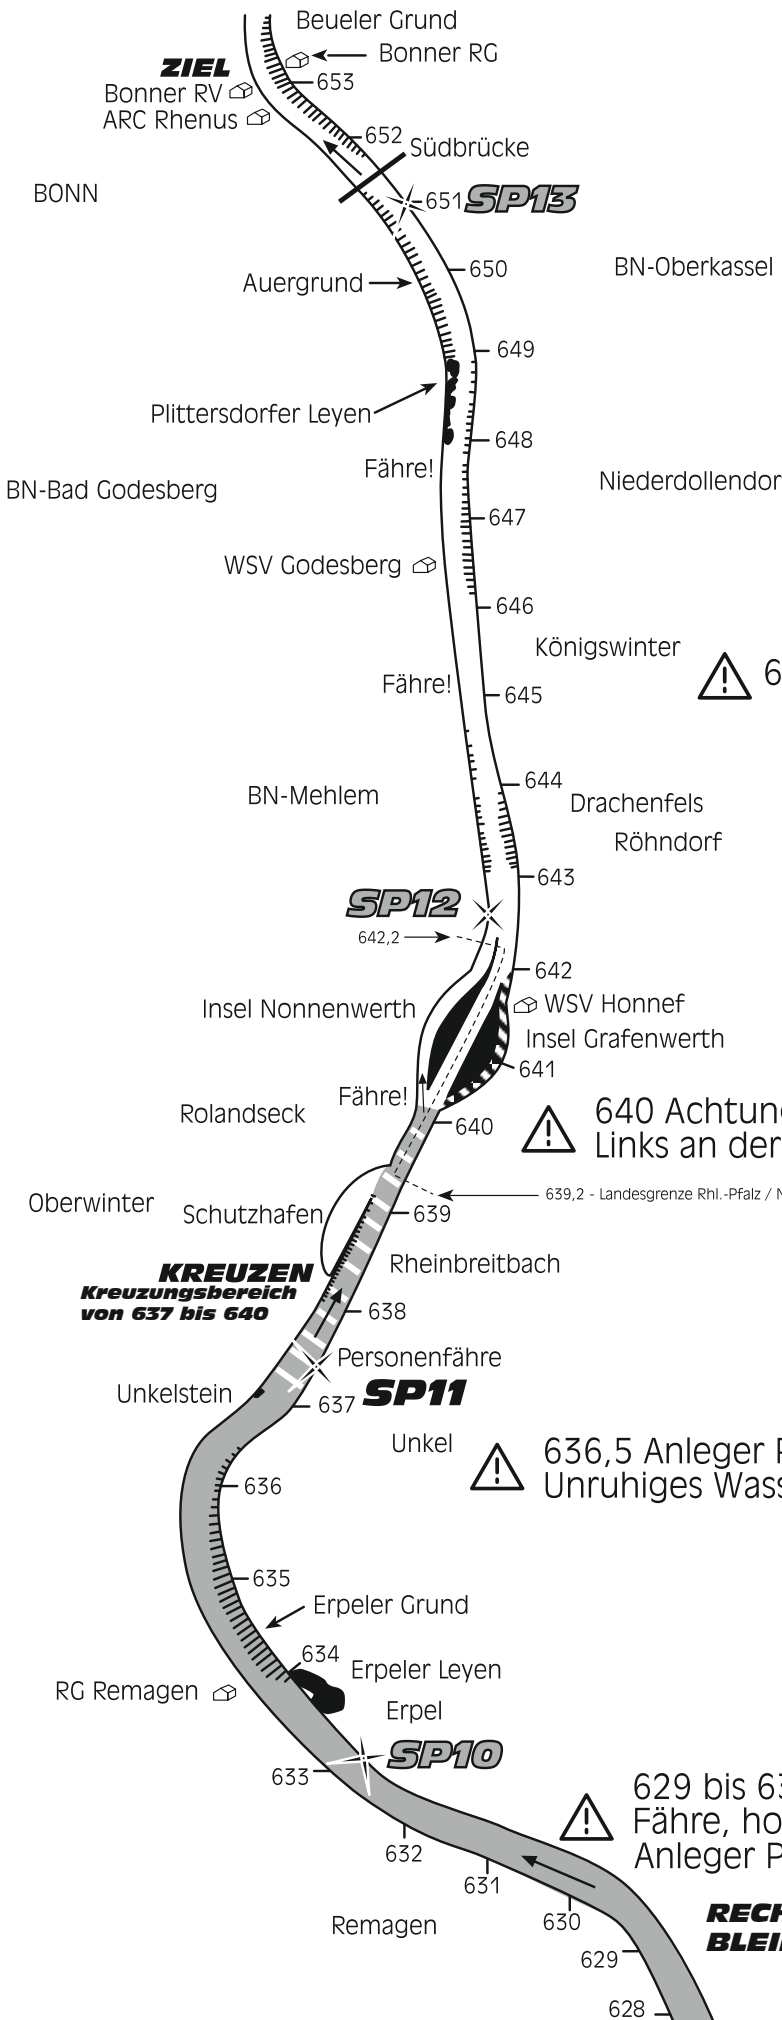 Beueler Grund
Bonner RG
ZIEL
653
Bonner RV
ARC Rhenus
652
Südbrücke
BONN
651 SP13
BN-Oberkassel
650
Auergrund
649
Plittersdorfer Leyen
648
Fähre!
Niederdollendor
BN-Bad Godesberg
647
WSV Godesberg
646
Königswinter
6
Fähre!
645
644
BN-Mehlem
Drachenfels
Röhndorf
643
SP12
642,2
642
Insel Nonnenwerth
WSV Honnef
Insel Grafenwerth
641
Fähre!
Rolandseck
640
640 Achtun
Links an der
639,2 - Landesgrenze Rhl.-Pfalz /
Oberwinter
Schutzhafen
639
Rheinbreitbach
KREUZEN
Kreuzungsbereich
von 637 bis 640
638
Personenfähre
Unkelstein
637 SP11
Unkel
636,5 Anleger
Unruhiges Wass
636
635
Erpeler Grund
634
Erpeler Leyen
RG Remagen
Erpel
SP10
633
629 bis 63
Fähre, ho
Anleger P
632
631
630
Remagen
RECH
BLEI
629
628